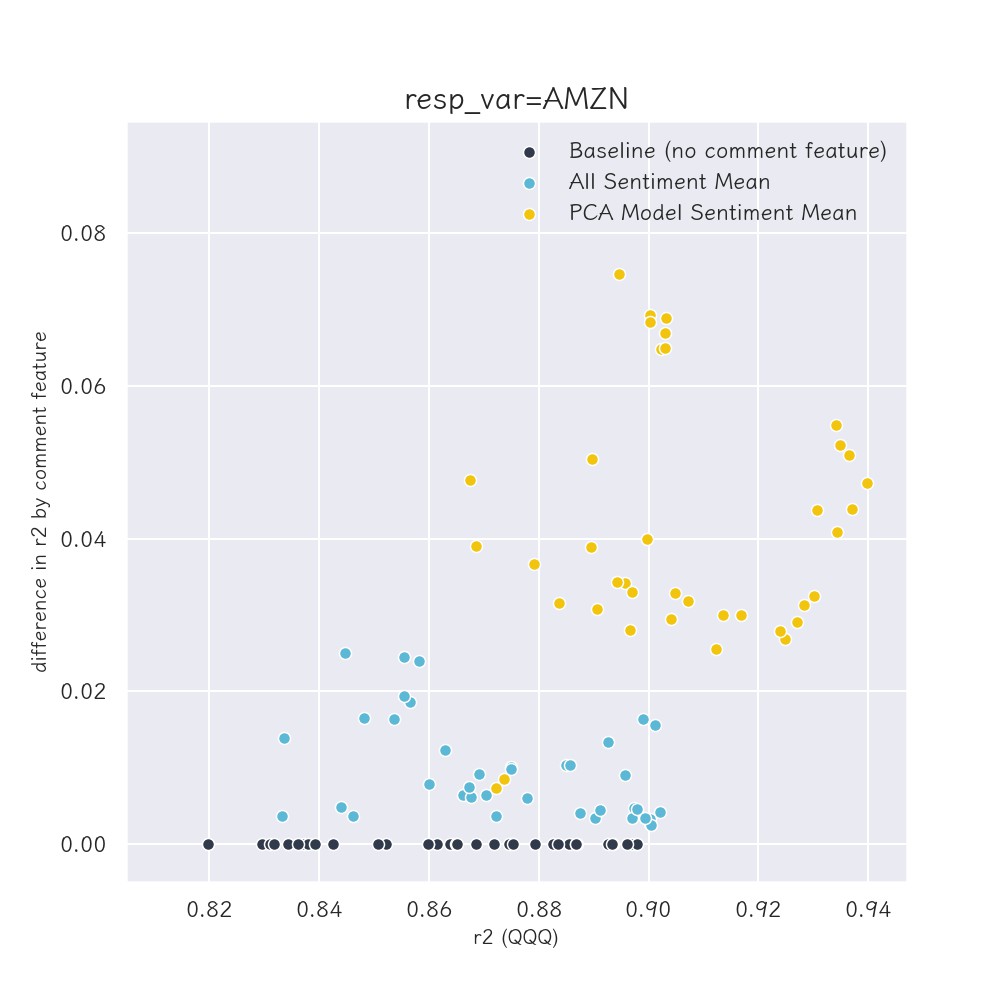 resp_var=AMZN
Baseline (no comment feature)
All Sentiment Mean
PCA Model Sentiment Mean
difference in r2 by comment feature
0.08
0.06
0.04
0.02
0.00
0.82 0.84 0.86 0.88 0.90 0.92 0.94
r2 (QQQ)